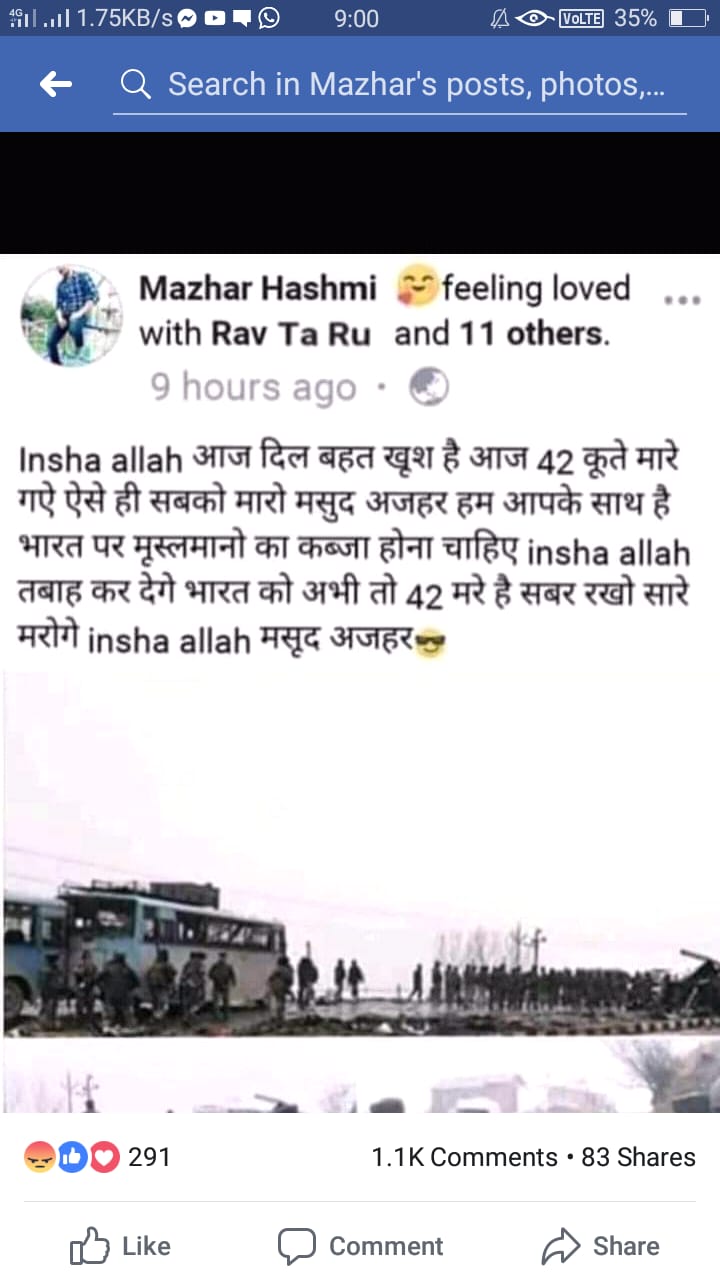 4G 1.75KB/s 9:00 VoLTE 35%
Search in Mazhar's posts, photos,...
Mazhar Hashmi feeling loved
with Rav Ta Ru and 11 others.
9 hours ago ·
Insha allah आज दिल बहत खूश है आज 42 कूते मारे
गऐ ऐसे ही सबको मारो मसुद अजहर हम आपके साथ है
भारत पर मूस्लमानो का कब्जा होना चाहिए insha allah
तबाह कर देगे भारत को अभी तो 42 मरे है सबर रखो सारे
मरोगे insha allah मसूद अजहर
291 1.1K Comments • 83 Shares
Like Comment Share